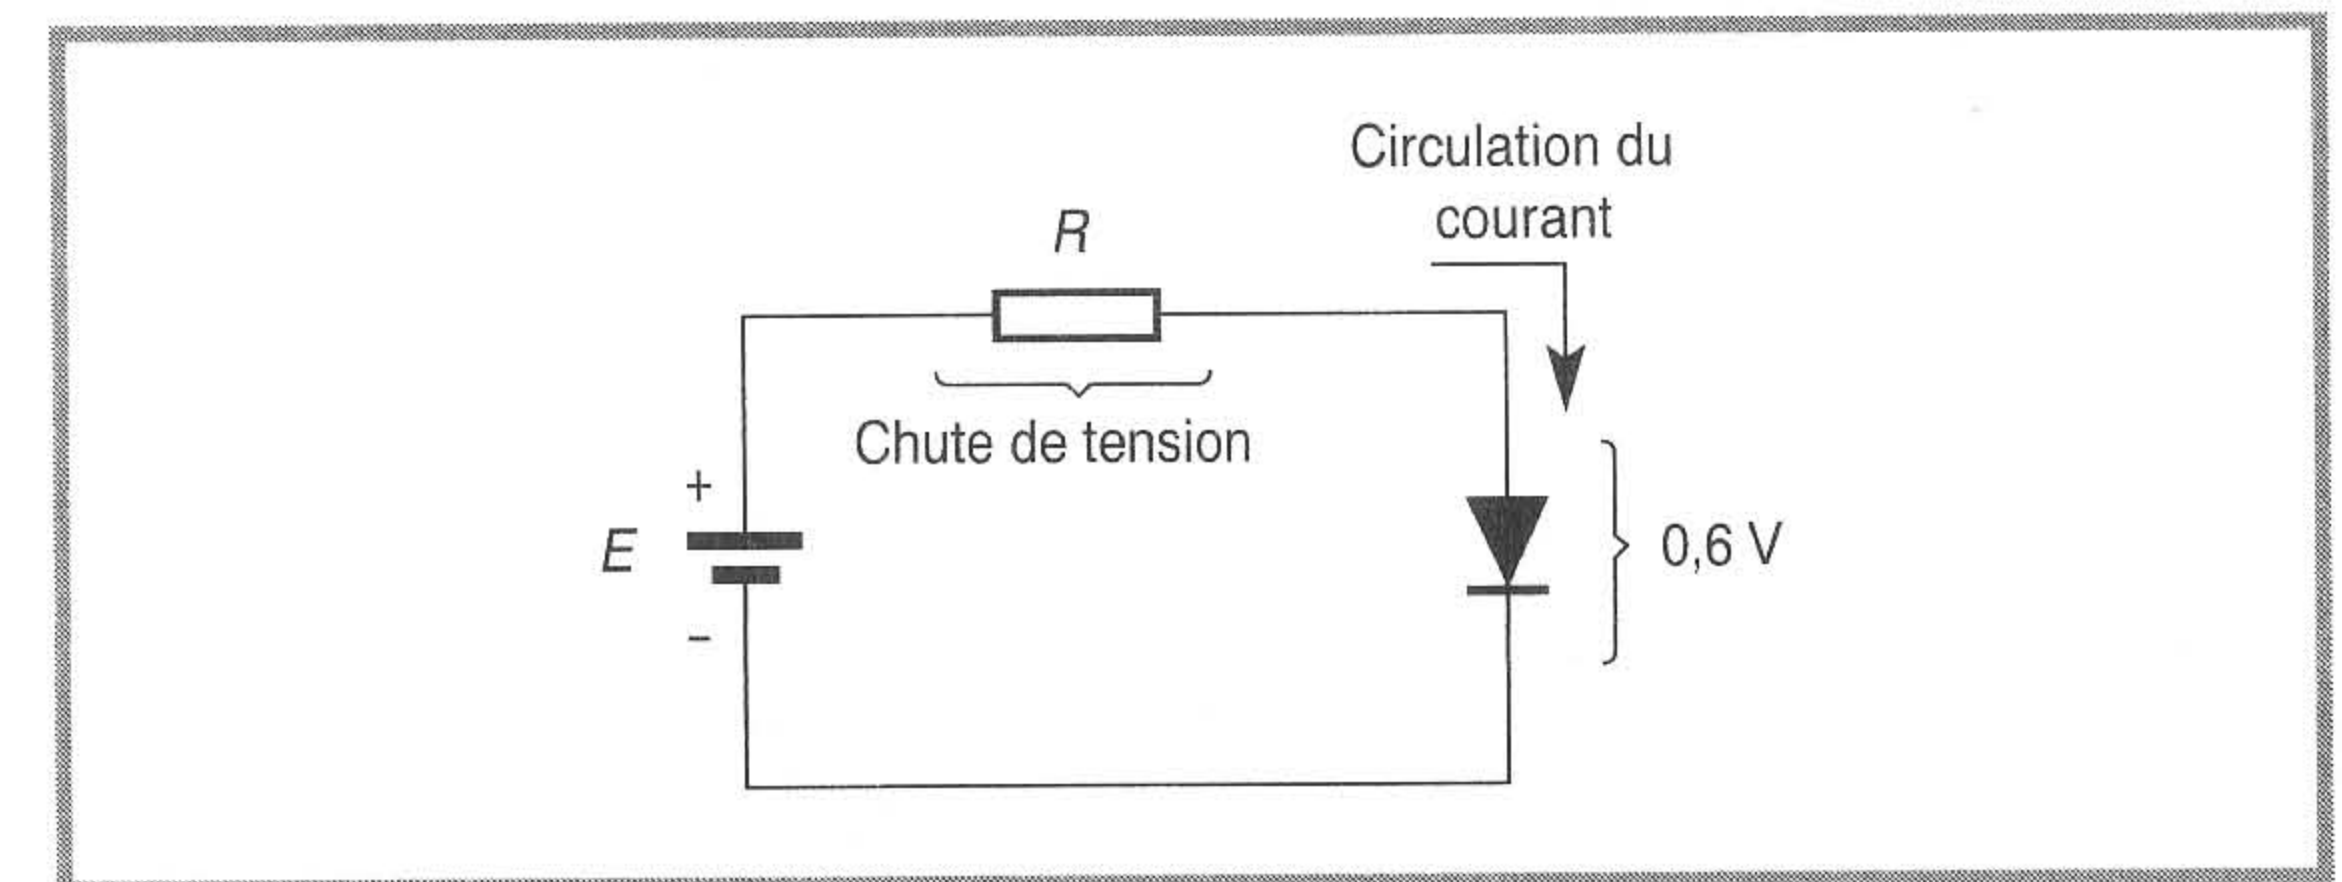 Circulation du
courant
R
Chute de tension
+
E
0,6 V
–